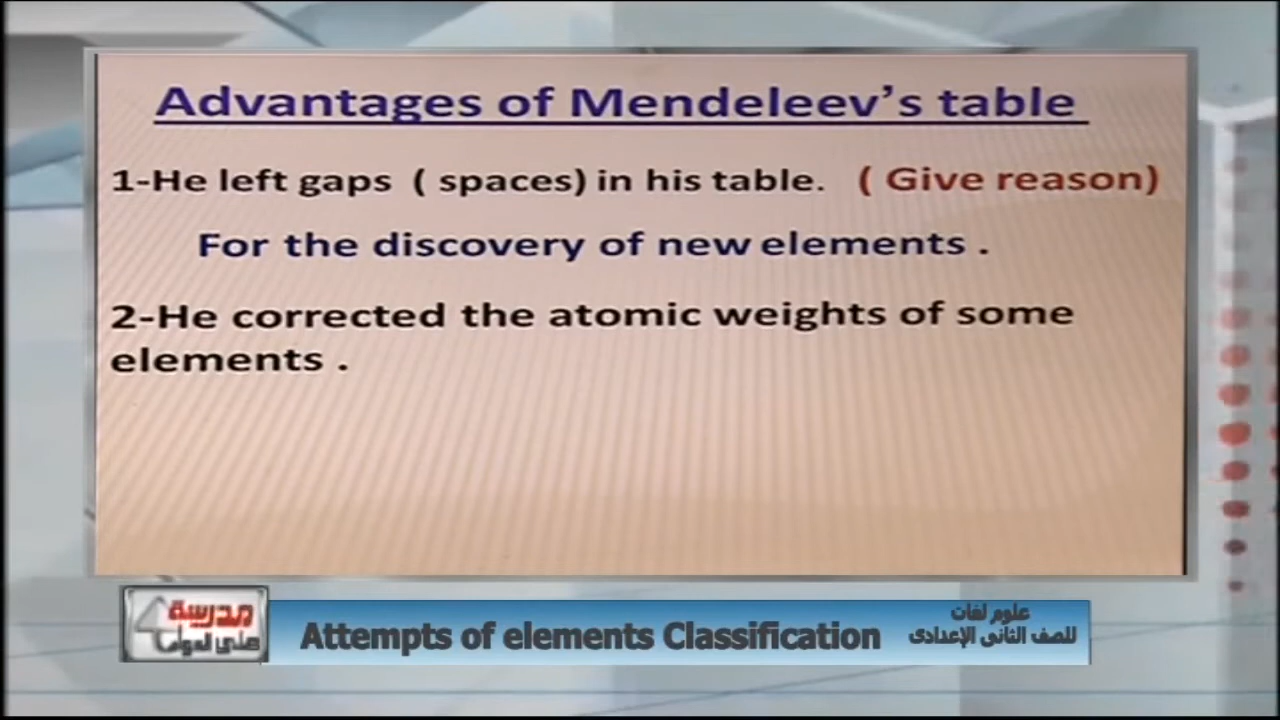 Advantages of Mendeleev's table
1-He left gaps ( spaces) in his table. ( Give reason)
For the discovery of new elements .
2-He corrected the atomic weights of some
elements .
مدرسة
على الهوا
Attempts of elements Classification
علوم لغات
للصف الثانى الإعدادى